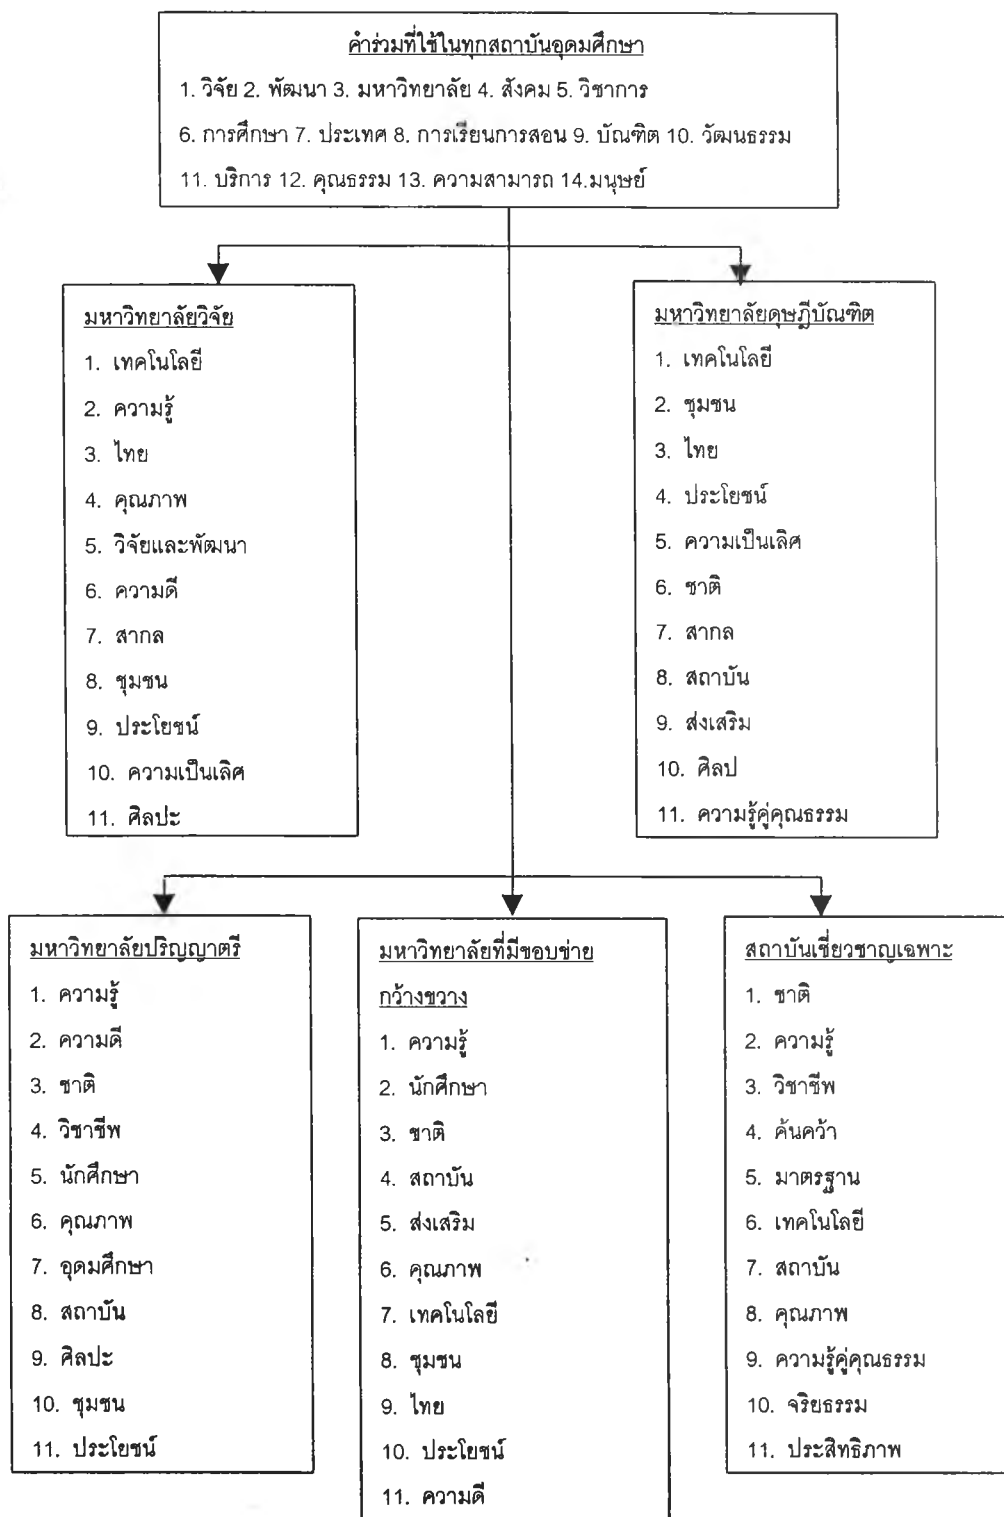 คำร่วมที่ใช้ในทุกสถาบันอุดมศึกษา
1. วิจัย 2. พัฒนา 3. มหาวิทยาลัย 4. สังคม 5. วิชาการ
6. การศึกษา 7. ประเทศ 8. การเรียนการสอน 9. บัณฑิต 10. วัฒนธรรม
11. บริการ 12. คุณธรรม 13. ความสามารถ 14.มนุษย์
มหาวิทยาลัยวิจัย
1. เทคโนโลยี
2. ความรู้
3. ไทย
4. คุณภาพ
5. วิจัยและพัฒนา
6. ความดี
7. สากล
8. ชุมชน
9. ประโยชน์
10. ความเป็นเลิศ
11. ศิลปะ
มหาวิทยาลัยดุษฎีบัณฑิต
1. เทคโนโลยี
2. ชุมชน
3. ไทย
4. ประโยชน์
5. ความเป็นเลิศ
6. ชาติ
7. สากล
8. สถาบัน
9. ส่งเสริม
10. ศิลป
11. ความรู้คู่คุณธรรม
มหาวิทยาลัยปริญญาตรี
1. ความรู้
2. ความดี
3. ชาติ
4. วิชาชีพ
5. นักศึกษา
6. คุณภาพ
7. อุดมศึกษา
8. สถาบัน
9. ศิลปะ
10. ชุมชน
11. ประโยชน์
มหาวิทยาลัยที่มีขอบข่าย
กว้างขวาง
1. ความรู้
2. นักศึกษา
3. ชาติ
4. สถาบัน
5. ส่งเสริม
6. คุณภาพ
7. เทคโนโลยี
8. ชุมชน
9. ไทย
10. ประโยชน์
11. ความดี
สถาบันเชี่ยวชาญเฉพาะ
1. ชาติ
2. ความรู้
3. วิชาชีพ
4. ค้นคว้า
5. มาตรฐาน
6. เทคโนโลยี
7. สถาบัน
8. คุณภาพ
9. ความรู้คู่คุณธรรม
10. จริยธรรม
11. ประสิทธิภาพ